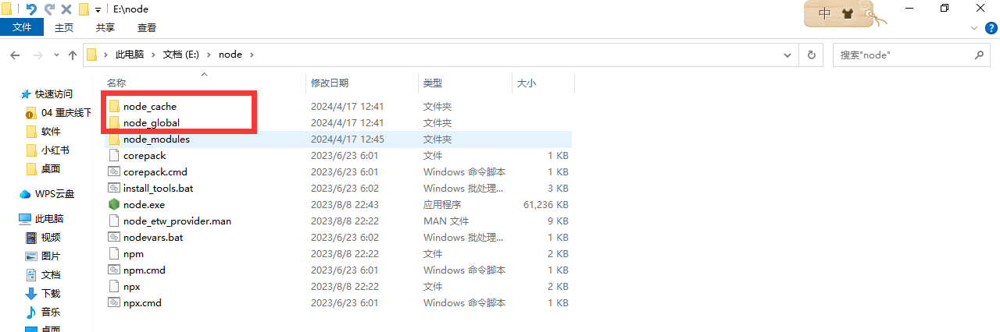 E:\node
中
文件 主页 共享 查看
此电脑 文档 (E:) node 搜索"node"
名称 修改日期 类型 大小
快速访问
04 重庆线下
软件
小红书
桌面
WPS云盘
此电脑
视频
图片
文档
下载
音乐
桌面
node_cache 2024/4/17 12:41 文件夹
node_global 2024/4/17 12:41 文件夹
node_modules 2024/4/17 12:45 文件夹
corepack 2023/6/23 6:01 文件 1 KB
corepack.cmd 2023/6/23 6:01 Windows 命令脚本 1 KB
install_tools.bat 2023/6/23 6:02 Windows 批处理... 3 KB
node.exe 2023/8/8 22:43 应用程序 61,236 KB
node_etw_provider.man 2023/8/8 22:22 MAN 文件 9 KB
nodevars.bat 2023/6/23 6:02 Windows 批处理... 1 KB
npm 2023/8/8 22:22 文件 2 KB
npm.cmd 2023/6/23 6:01 Windows 命令脚本 1 KB
npx 2023/8/8 22:22 文件 2 KB
npx.cmd 2023/6/23 6:01 Windows 命令脚本 1 KB